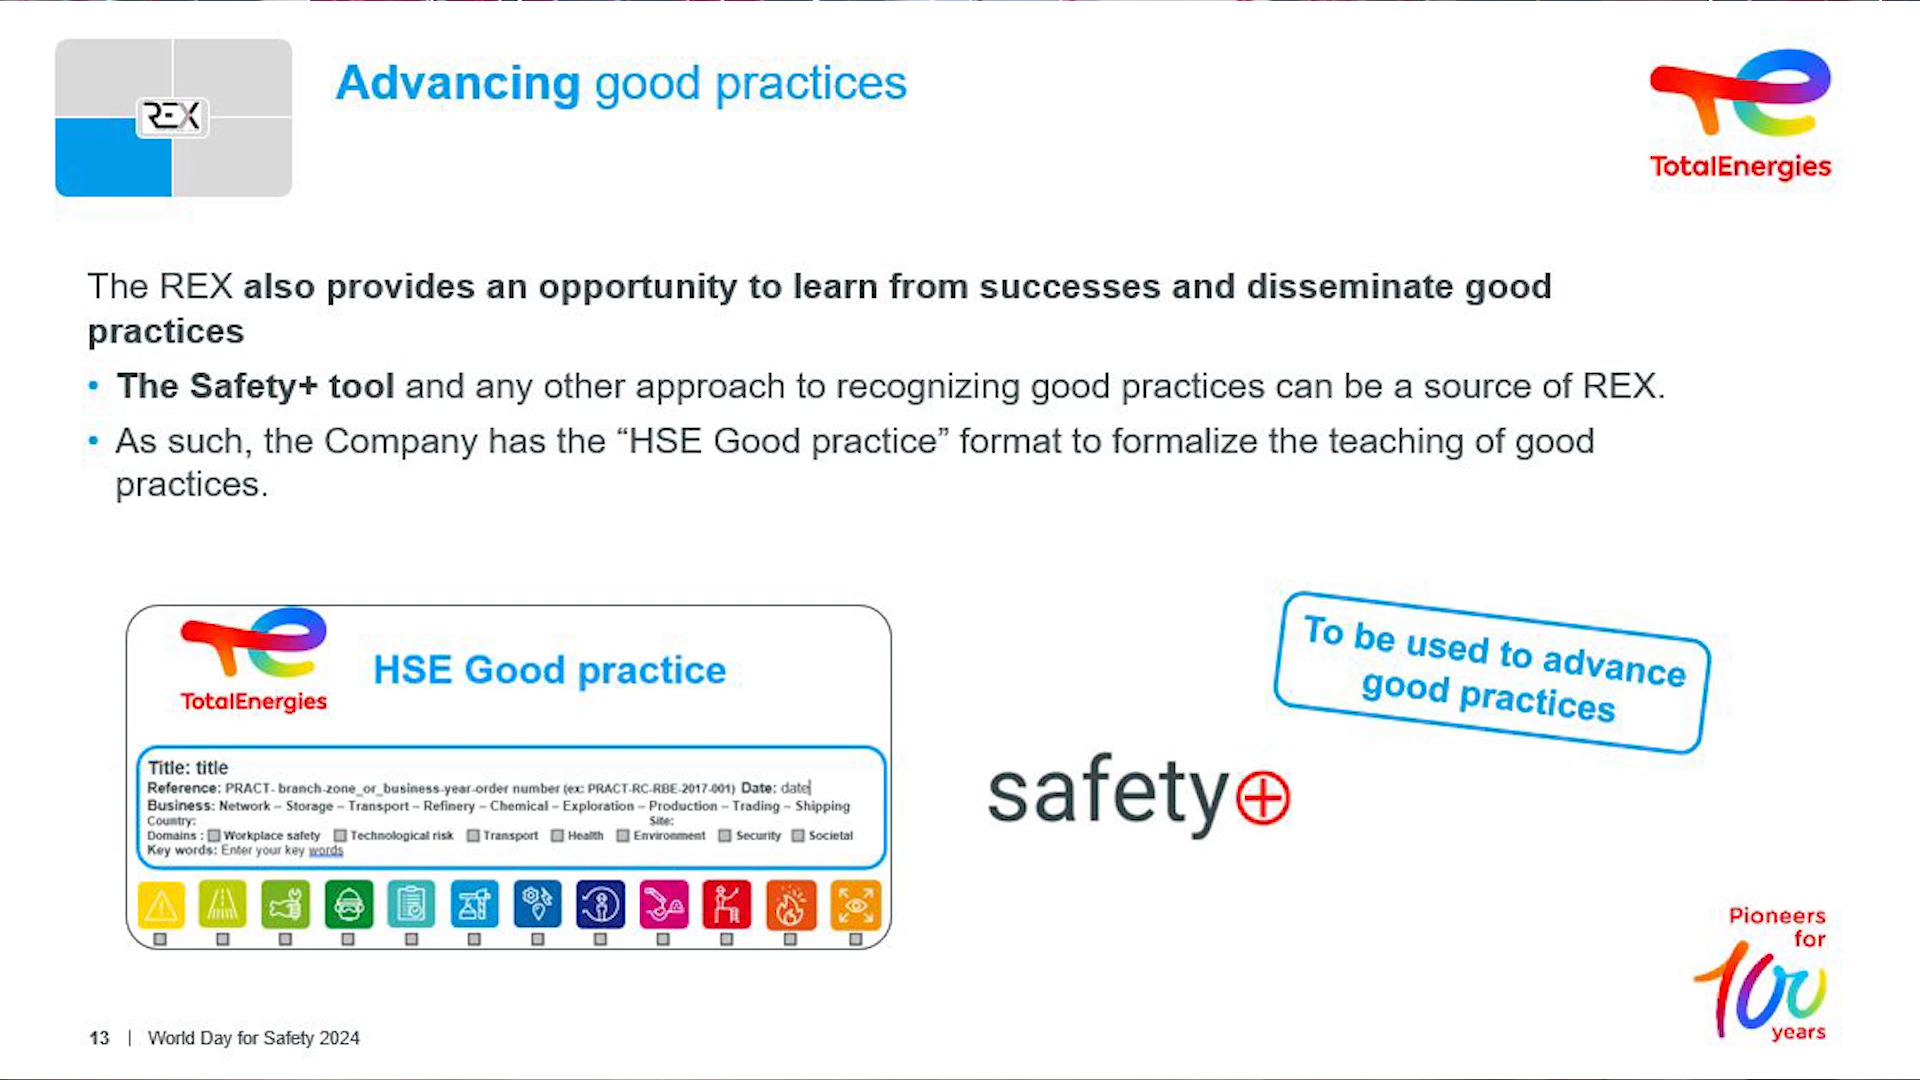 REX
Advancing good practices
TotalEnergies
The REX also provides an opportunity to learn from successes and disseminate good
practices
• The Safety+ tool and any other approach to recognizing good practices can be a source of REX.
• As such, the Company has the “HSE Good practice” format to formalize the teaching of good
practices.
TotalEnergies
HSE Good practice
Title: title
Reference: PRACT- branch-zone_or_business-year-order number (ex: PRACT-RC-RBE-2017-001) Date: date
Business: Network – Storage – Transport – Refinery – Chemical – Exploration – Production – Trading – Shipping
Country: Site:
Domains : Workplace safety Technological risk Transport Health Environment Security Societal
Key words: Enter your key words
To be used to advance
good practices
safety+
Pioneers
for
100
years
13 | World Day for Safety 2024